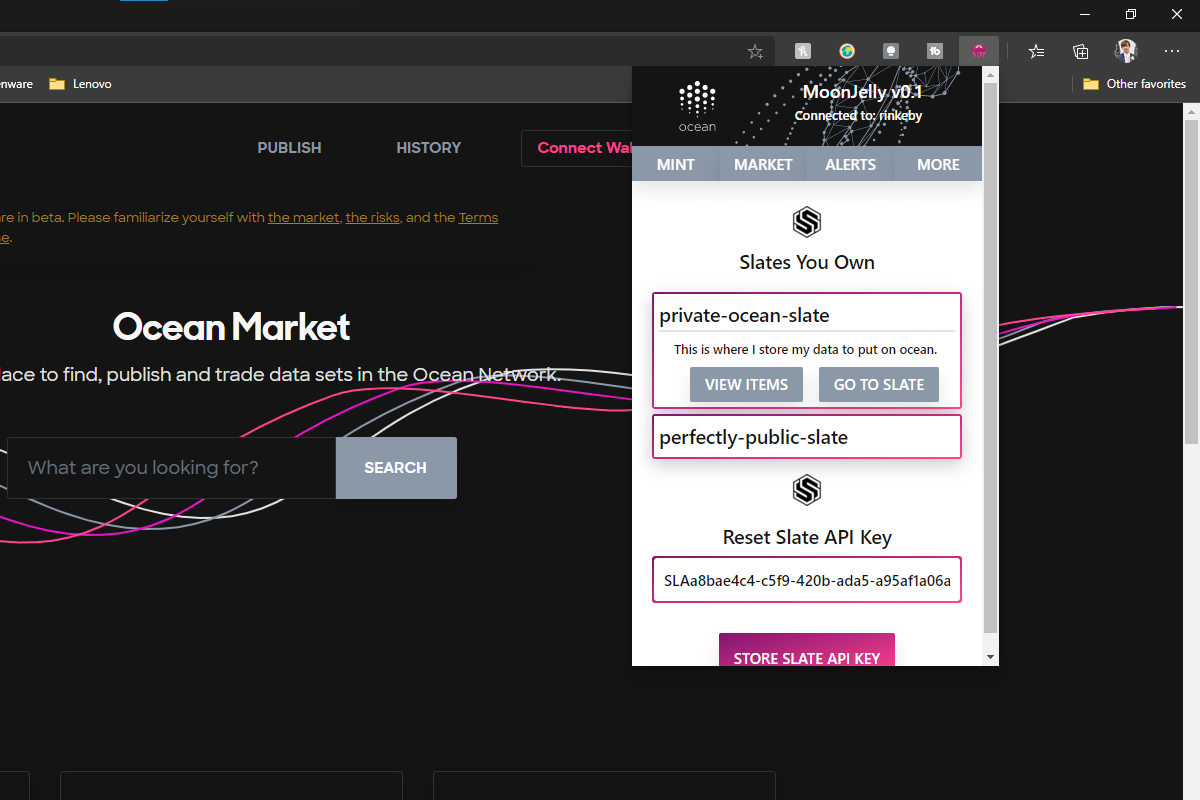 enware
Lenovo
Other favorites
PUBLISH
HISTORY
Connect Wal
re in beta. Please familiarize yourself with the market, the risks, and the Terms
se.
Ocean Market
lace to find, publish and trade data sets in the Ocean Network.
What are you looking for?
SEARCH
ocean
MoonJelly v0.1
Connected to: rinkeby
MINT
MARKET
ALERTS
MORE
Slates You Own
private-ocean-slate
This is where I store my data to put on ocean.
VIEW ITEMS
GO TO SLATE
perfectly-public-slate
Reset Slate API Key
SLAa8bae4c4-c5f9-420b-ada5-a95af1a06a
STORE SLATE API KEY